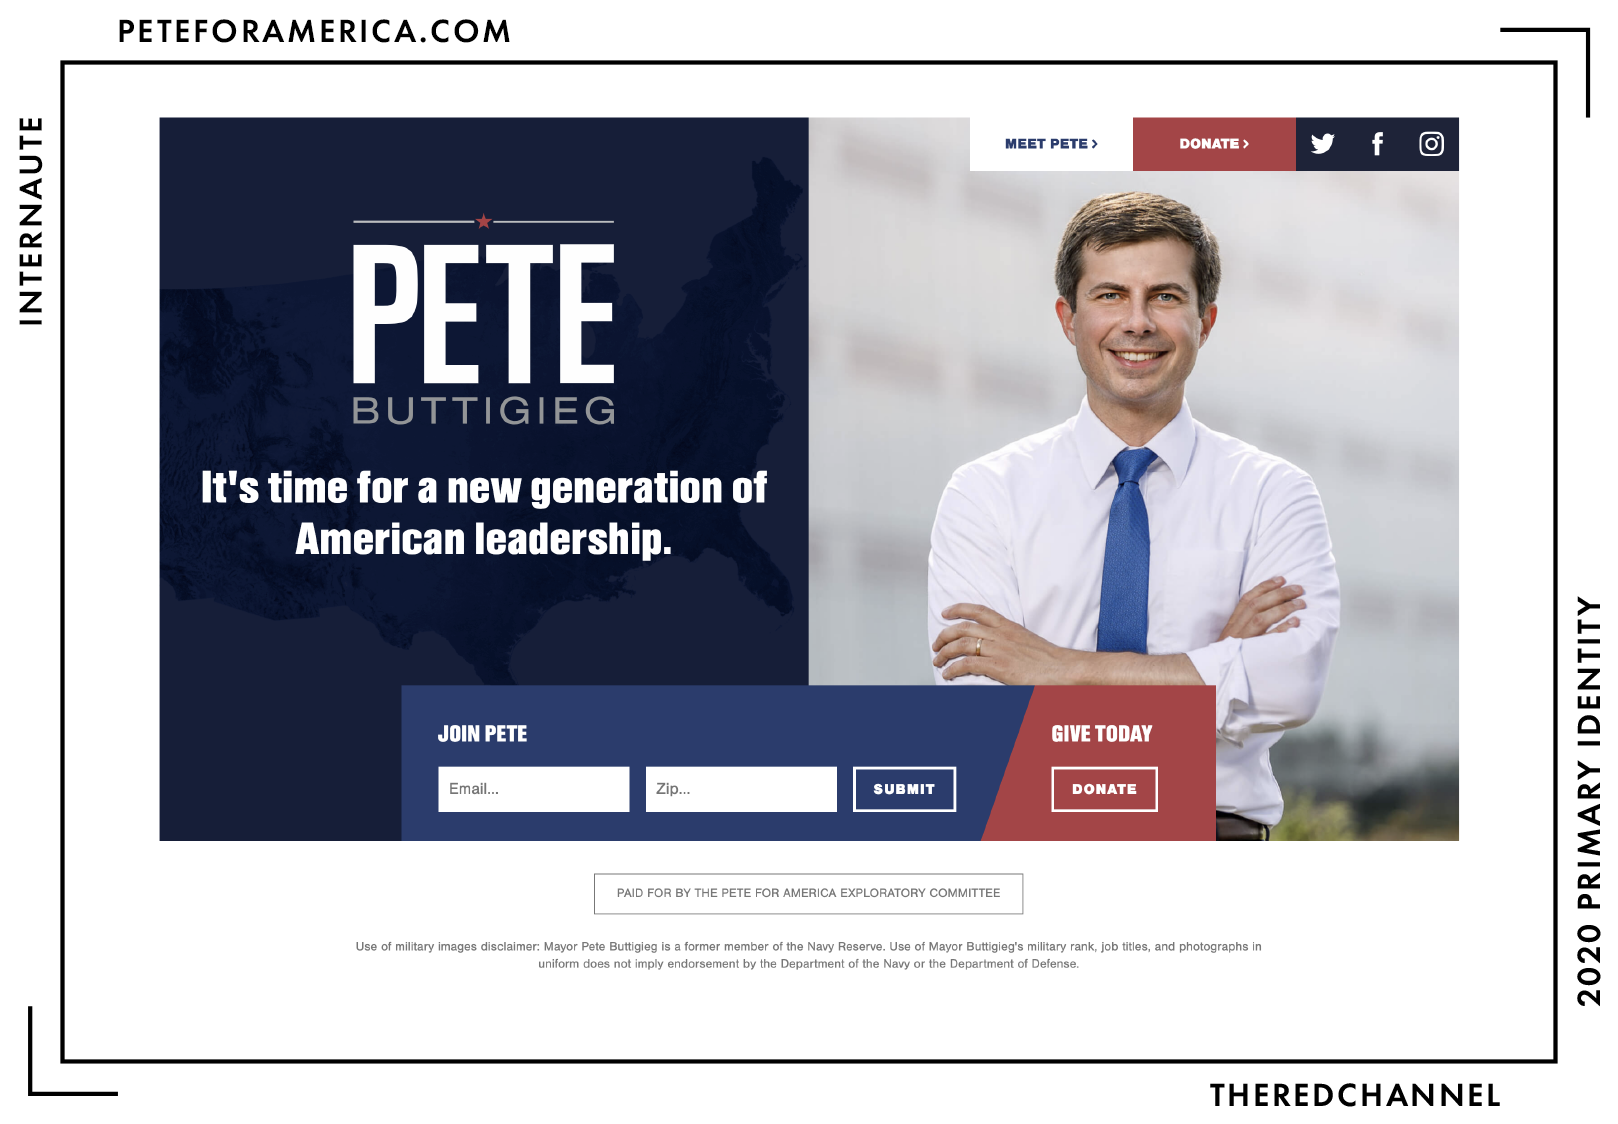 PETEFORAMERICA.COM
INTERNAUTE
MEET PETE >
DONATE >
PETE
BUTTIGIEG
It's time for a new generation of
American leadership.
JOIN PETE
Email...
Zip...
SUBMIT
GIVE TODAY
DONATE
PAID FOR BY THE PETE FOR AMERICA EXPLORATORY COMMITTEE
Use of military images disclaimer: Mayor Pete Buttigieg is a former member of the Navy Reserve. Use of Mayor Buttigieg's military rank, job titles, and photographs in
uniform does not imply endorsement by the Department of the Navy or the Department of Defense.
2020 PRIMARY IDENTITY
THEREDCHANNEL